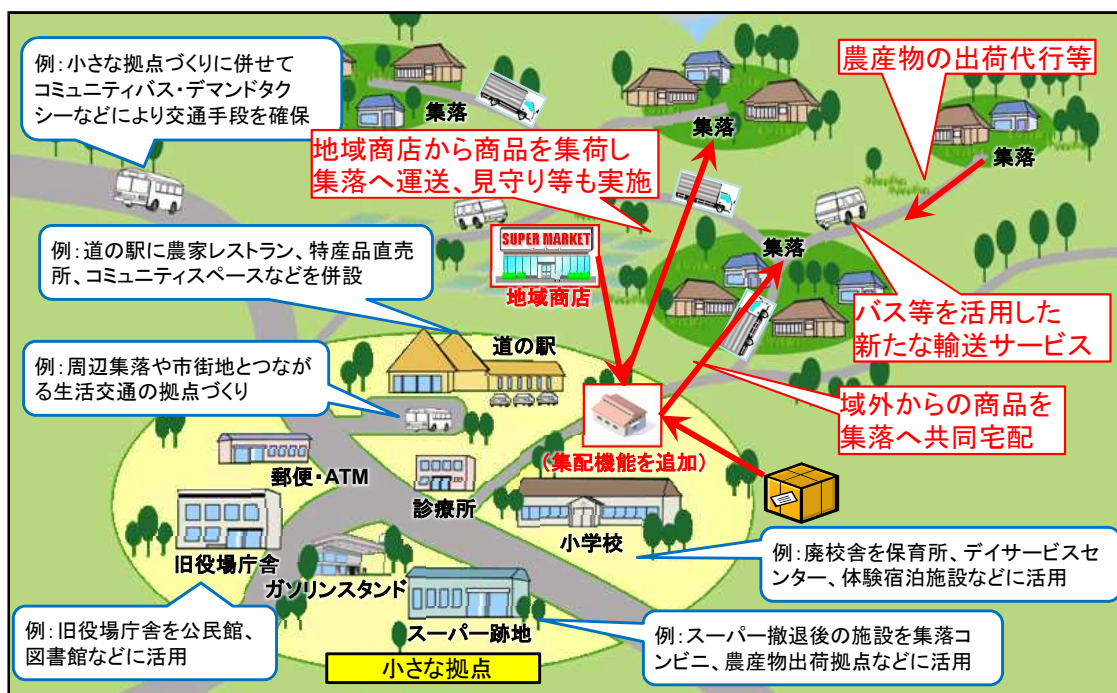 例：小さな拠点づくりに併せて
コミュニティバス・デマンドタク
シーなどにより交通手段を確保
集落
農産物の出荷代行等
地域商店から商品を集荷し
集落へ運送、見守り等も実施
集落
集落
例：道の駅に農家レストラン、特産品直売
所、コミュニティスペースなどを併設
SUPER MARKET
地域商店
集落
バス等を活用した
新たな輸送サービス
例：周辺集落や市街地とつなが
る生活交通の拠点づくり
道の駅
域外からの商品を
集落へ共同宅配
（集配機能を追加）
郵便・ATM
診療所
小学校
旧役場庁舎
ガソリンスタンド
例：廃校舎を保育所、デイサービスセ
ンター、体験宿泊施設などに活用
例：旧役場庁舎を公民館、
図書館などに活用
スーパー跡地
例：スーパー撤退後の施設を集落コ
ンビニ、農産物出荷拠点などに活用
小さな拠点